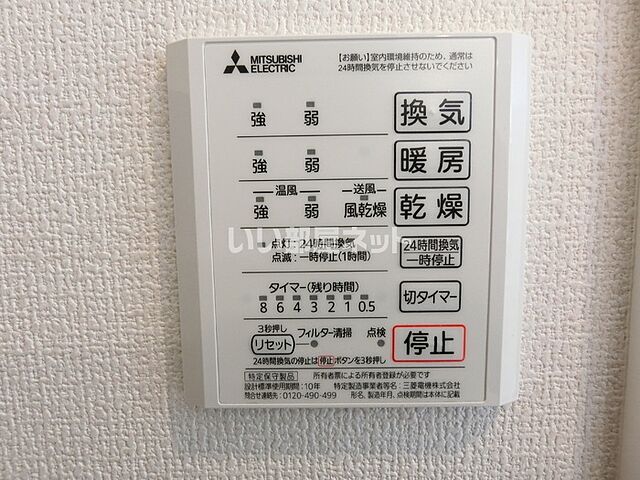 MITSUBISHI
ELECTRIC
【お願い】室内環境維持のため、通常は
24時間換気を停止させないでください
強 弱 換気
強 弱 暖房
温風 送風
強 弱 風乾燥 乾燥
いい部屋ネット
点灯:24時間換気
点滅:一時停止(1時間)
24時間換気
一時停止
タイマー(残り時間)
8 6 4 3 2 1 0.5
切タイマー
3秒押し
リセット フィルター清掃 点検
停止
24時間換気の停止は停止ボタンを3秒押し
特定保守製品 所有者票による所有者登録が必要です
設計標準使用期間:10年 特定製造事業者等名:三菱電機株式会社
問合せ連絡先:0120-490-499 形名、製造年月、点検期間は本体に記載